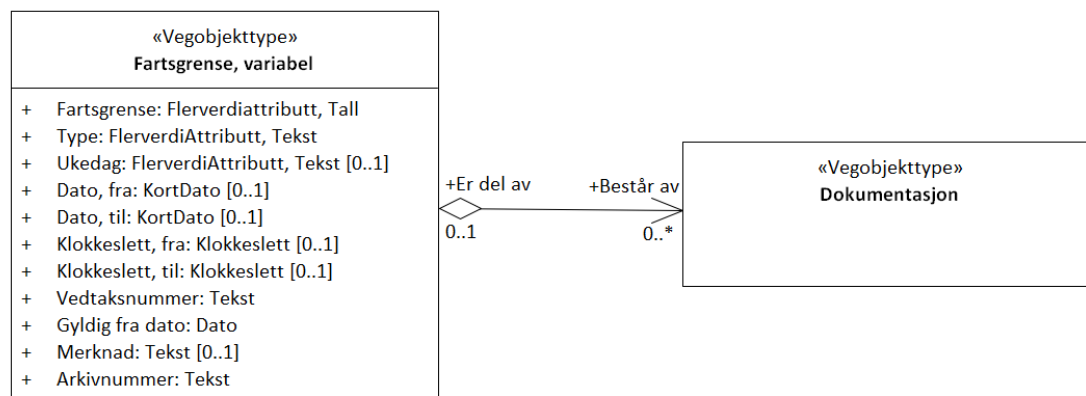 «Vegobjekttype»
Fartsgrense, variabel
+ Fartsgrense: Flerverdiattributt, Tall
+ Type: FlerverdiAttributt, Tekst
+ Ukedag: FlerverdiAttributt, Tekst [0..1]
+ Dato, fra: KortDato [0..1]
+ Dato, til: KortDato [0..1]
+ Klokkeslett, fra: Klokkeslett [0..1]
+ Klokkeslett, til: Klokkeslett [0..1]
+ Vedtaksnummer: Tekst
+ Gyldig fra dato: Dato
+ Merknad: Tekst [0..1]
+ Arkivnummer: Tekst
+Er del av
0..1
+Består av
0..*
«Vegobjekttype»
Dokumentasjon